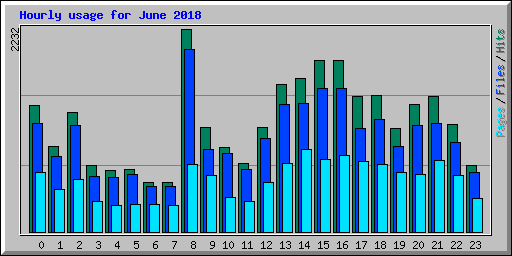 Hourly usage for June 2018
2232
Pages/Files/Hits
0 1 2 3 4 5 6 7 8 9 10 11 12 13 14 15 16 17 18 19 20 21 22 23